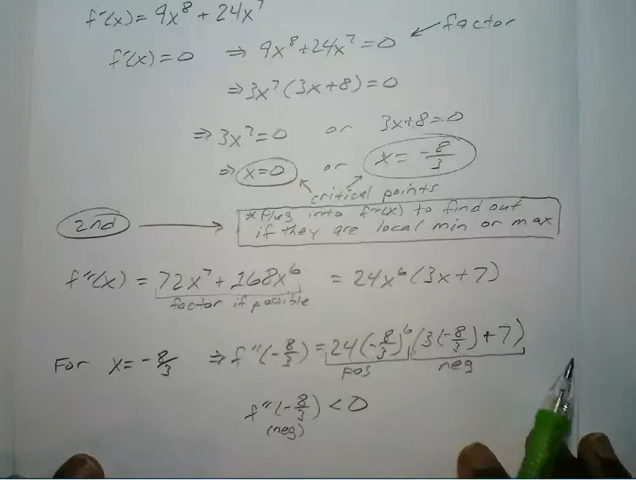 f'(x) = 9x⁸ + 24x⁷
f'(x) = 0 ⇒ 9x⁸ + 24x⁷ = 0 ← factor
⇒ 3x⁷(3x + 8) = 0
⇒ 3x⁷ = 0 or 3x + 8 = 0
⇒ x = 0 or x = -8/3
critical points
2nd → *Plug into f''(x) to find out
if they are local min or max
f''(x) = 72x⁷ + 168x⁶ = 24x⁶(3x + 7)
factor if possible
For x = -8/3 ⇒ f''(-8/3) = 24(-8/3)⁶(3(-8/3) + 7)
pos neg
f''(-8/3) < 0
(neg)